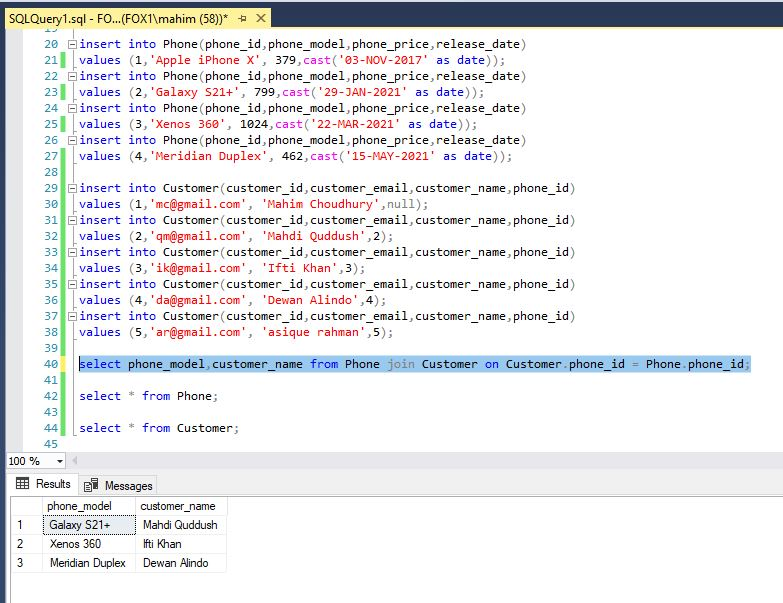 SQLQuery1.sql - FO...(FOX1\mahim (58))*
19
20 insert into Phone(phone_id,phone_model,phone_price,release_date)
21 values (1,'Apple iPhone X', 379,cast('03-NOV-2017' as date));
22 insert into Phone(phone_id,phone_model,phone_price,release_date)
23 values (2,'Galaxy S21+', 799,cast('29-JAN-2021' as date));
24 insert into Phone(phone_id,phone_model,phone_price,release_date)
25 values (3,'Xenos 360', 1024,cast('22-MAR-2021' as date));
26 insert into Phone(phone_id,phone_model,phone_price,release_date)
27 values (4,'Meridian Duplex', 462,cast('15-MAY-2021' as date));
28
29 insert into Customer(customer_id,customer_email,customer_name,phone_id)
30 values (1,'mc@gmail.com', 'Mahim Choudhury',null);
31 insert into Customer(customer_id,customer_email,customer_name,phone_id)
32 values (2,'qm@gmail.com', 'Mahdi Quddush',2);
33 insert into Customer(customer_id,customer_email,customer_name,phone_id)
34 values (3,'ik@gmail.com', 'Ifti Khan',3);
35 insert into Customer(customer_id,customer_email,customer_name,phone_id)
36 values (4,'da@gmail.com', 'Dewan Alindo',4);
37 insert into Customer(customer_id,customer_email,customer_name,phone_id)
38 values (5,'ar@gmail.com', 'asique rahman',5);
39
40 select phone_model,customer_name from Phone join Customer on Customer.phone_id = Phone.phone_id;
41
42 select * from Phone;
43
44 select * from Customer;
45
100 %
Results Messages
phone_model customer_name
1 Galaxy S21+ Mahdi Quddush
2 Xenos 360 Ifti Khan
3 Meridian Duplex Dewan Alindo